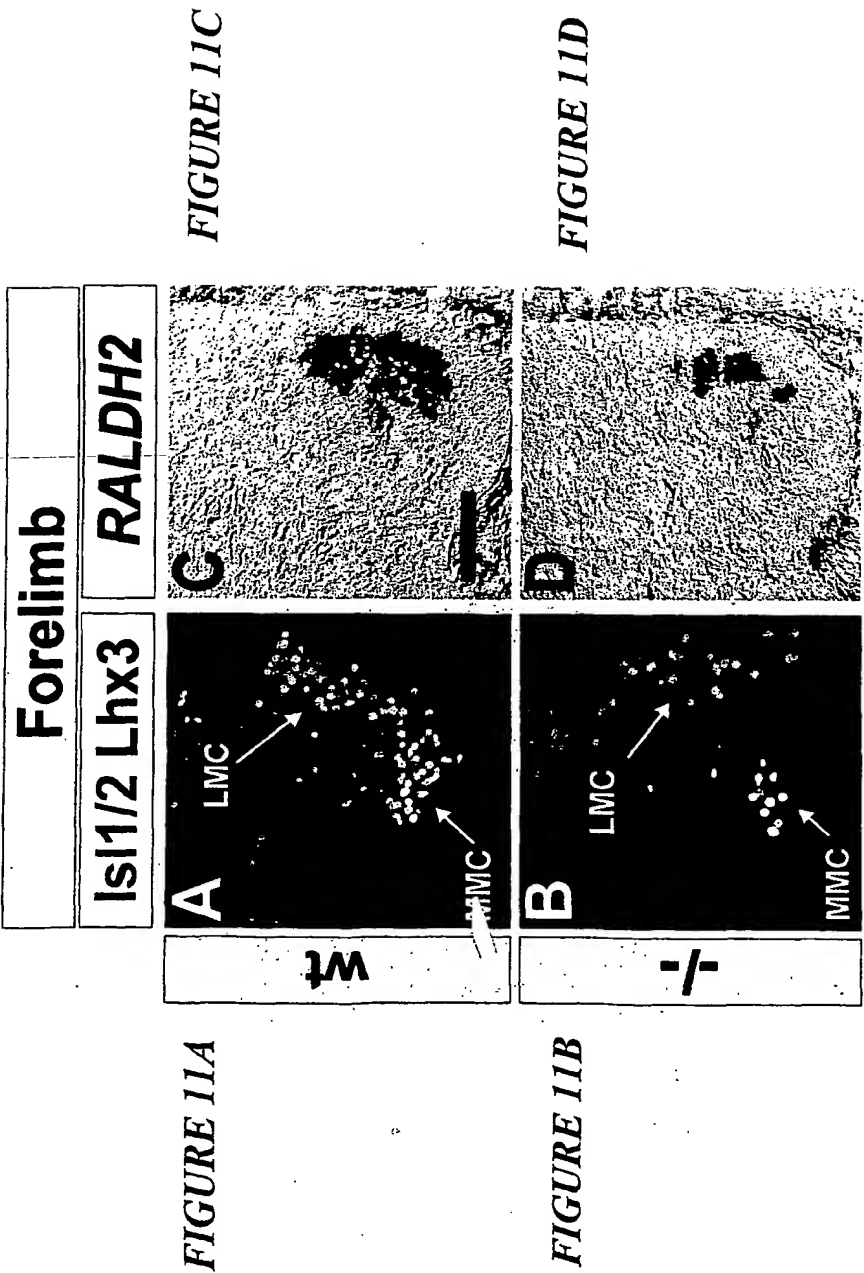 Forelimb
Isl1/2 Lhx3
RALDH2
wt
-/-
A
LMC
MMC
C
B
LMC
MMC
D
FIGURE 11A
FIGURE 11C
FIGURE 11B
FIGURE 11D